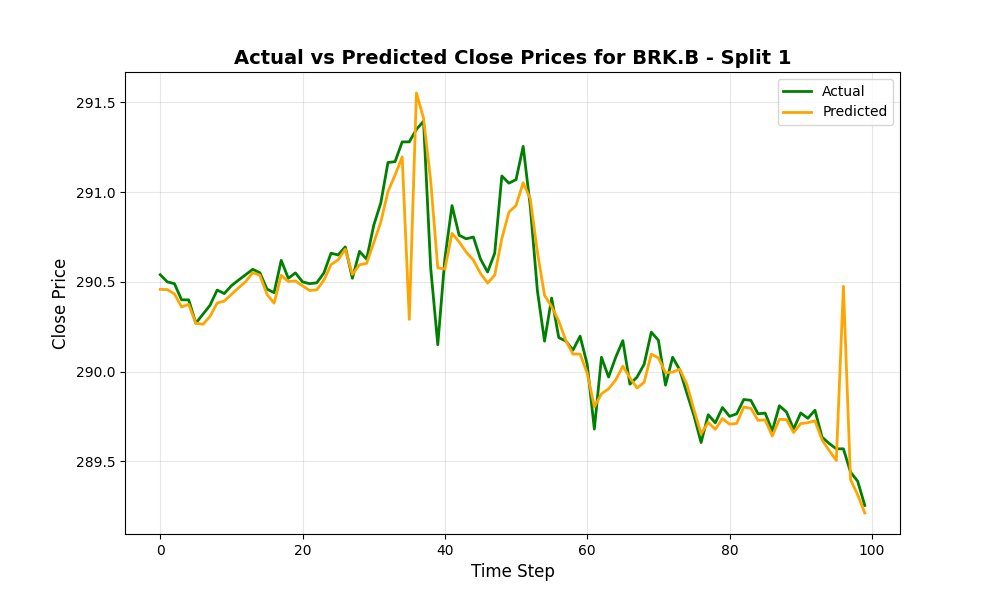 Actual vs Predicted Close Prices for BRK.B - Split 1
Actual
Predicted
291.5
291.0
290.5
290.0
289.5
Close Price
0 20 40 60 80 100
Time Step